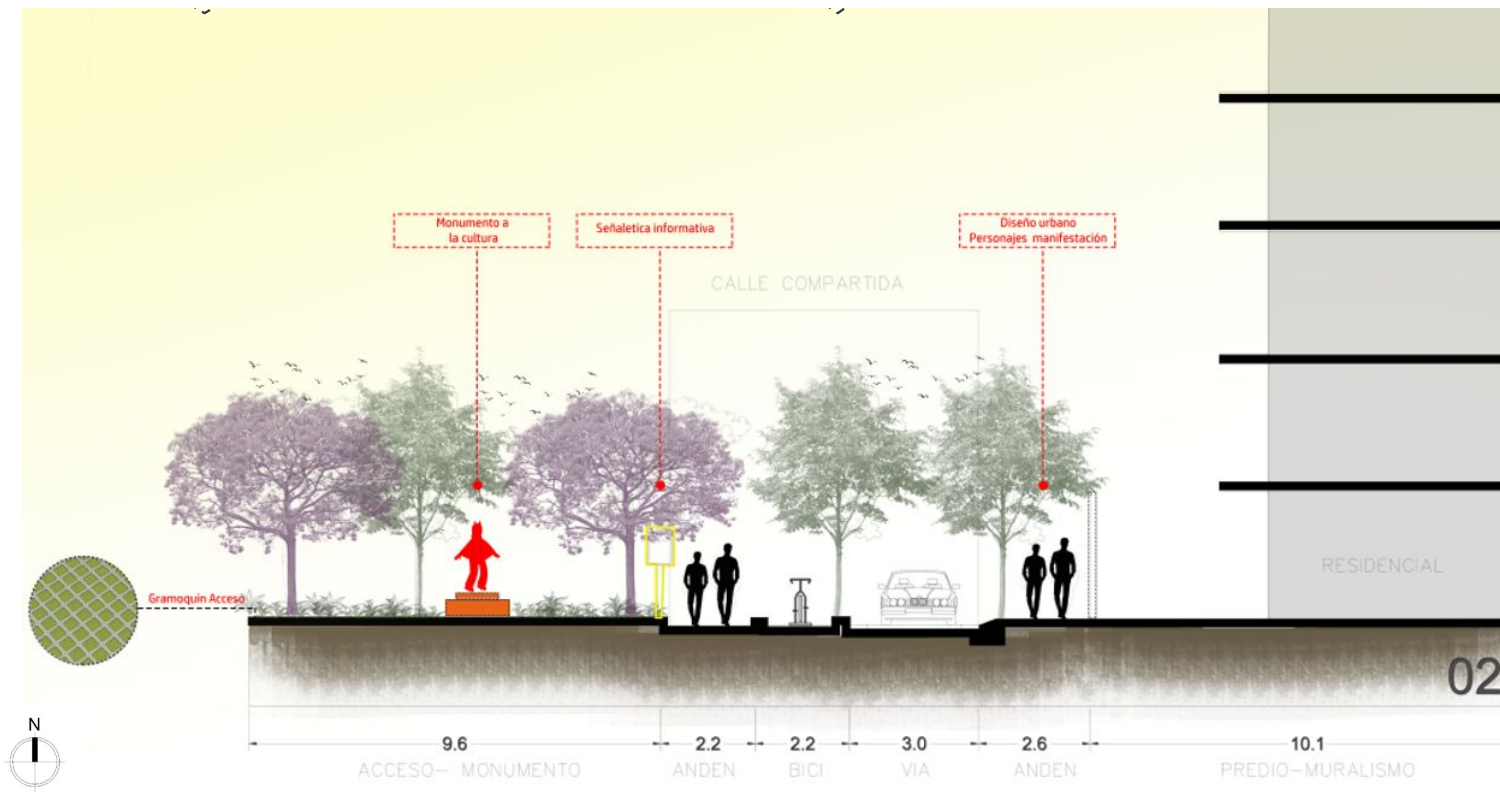 Monumento a
la cultura
Señaletica informativa
Diseño urbano
Personajes manifestación
CALLE COMPARTIDA
RESIDENCIAL
Gramoquin Acceso
02
N
9.6
2.2
2.2
3.0
2.6
10.1
ACCESO- MONUMENTO
ANDEN
BICI
VIA
ANDEN
PREDIO-MURALISMO